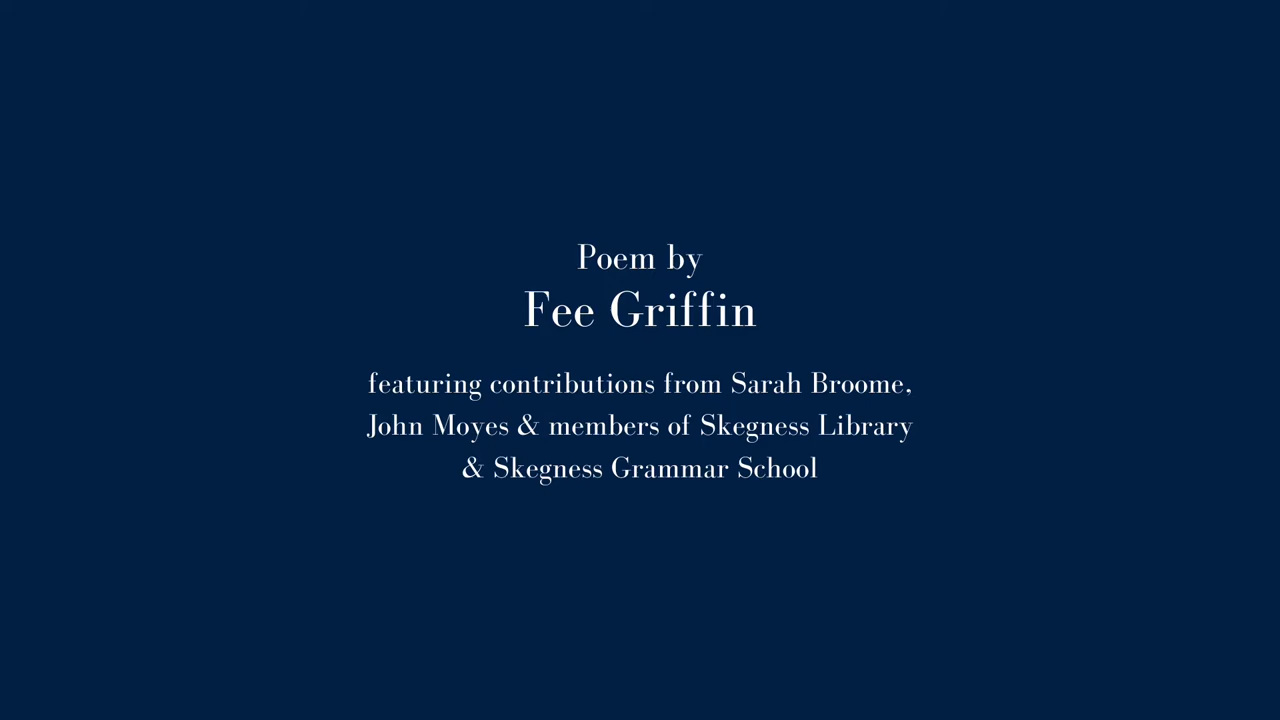 Poem by
Fee Griffin
featuring contributions from Sarah Broome,
John Moyes & members of Skegness Library
& Skegness Grammar School